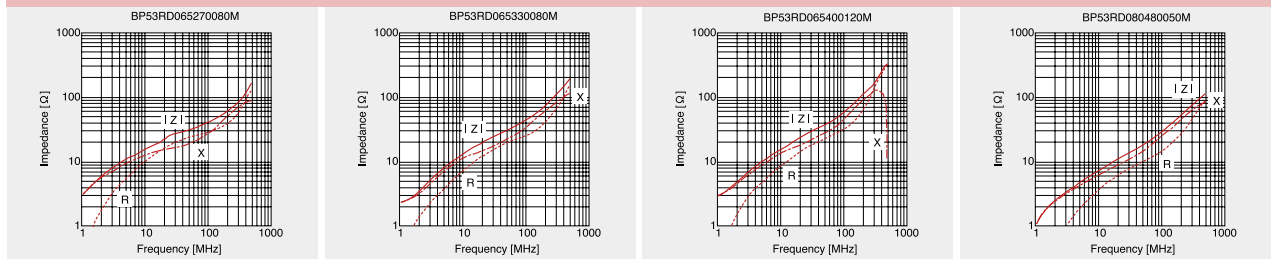 BP53RD065270080M
1000
100
10
1
Impedance [Ω]
| Z |
X
R
1
10
100
1000
Frequency [MHz]
BP53RD065330080M
1000
100
10
1
Impedance [Ω]
| Z |
X
R
1
10
100
1000
Frequency [MHz]
BP53RD065400120M
1000
100
10
1
Impedance [Ω]
| Z |
X
R
1
10
100
1000
Frequency [MHz]
BP53RD080480050M
1000
100
10
1
Impedance [Ω]
| Z |
X
R
1
10
100
1000
Frequency [MHz]